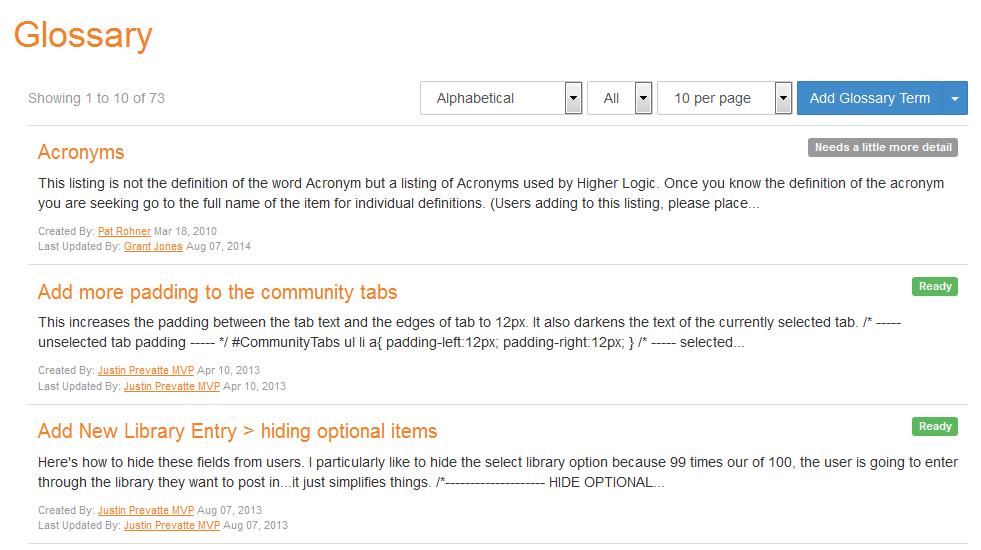 Glossary
Showing 1 to 10 of 73
Alphabetical
All
10 per page
Add Glossary Term
Acronyms
Needs a little more detail
This listing is not the definition of the word Acronym but a listing of Acronyms used by Higher Logic. Once you know the definition of the acronym
you are seeking go to the full name of the item for individual definitions. (Users adding to this listing, please place...
Created By: Pat Rohner Mar 18, 2010
Last Updated By: Grant Jones Aug 07, 2014
Add more padding to the community tabs
Ready
This increases the padding between the tab text and the edges of tab to 12px. It also darkens the text of the currently selected tab. /* -----
unselected tab padding ----- */ #CommunityTabs ul li a{ padding-left:12px; padding-right:12px; } /* ----- selected...
Created By: Justin Prevatte MVP Apr 10, 2013
Last Updated By: Justin Prevatte MVP Apr 10, 2013
Add New Library Entry > hiding optional items
Ready
Here's how to hide these fields from users. I particularly like to hide the select library option because 99 times our of 100, the user is going to enter
through the library they want to post in...it just simplifies things. /*-------------------- HIDE OPTIONAL...
Created By: Justin Prevatte MVP Aug 07, 2013
Last Updated By: Justin Prevatte MVP Aug 07, 2013